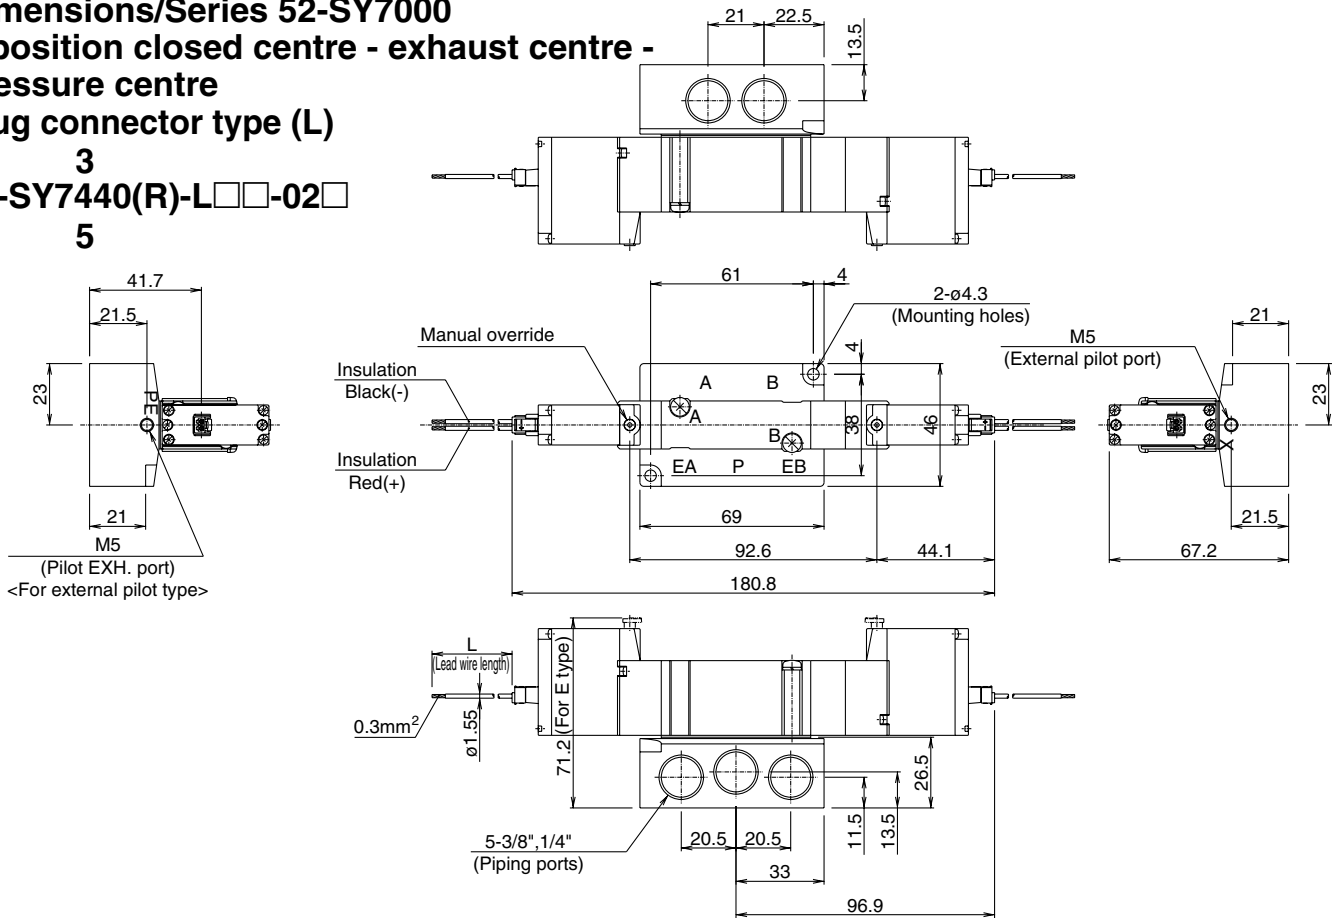 mensions/Series 52-SY7000
position closed centre - exhaust centre -
essure centre
ug connector type (L)
3
-SY7440(R)-L□□-02□
5
21
22.5
13.5
41.7
21.5
23
PE
21
M5
(Pilot EXH. port)
<For external pilot type>
61
4
2-ø4.3
(Mounting holes)
Manual override
Insulation
Black(-)
Insulation
Red(+)
A
B
A
B
EA
P
EB
4
38
46
69
92.6
44.1
180.8
M5
(External pilot port)
21
23
X
21.5
67.2
L
(Lead wire length)
0.3mm²
ø1.55
71.2 (For E type)
26.5
11.5
13.5
5-3/8",1/4"
(Piping ports)
20.5
20.5
33
96.9